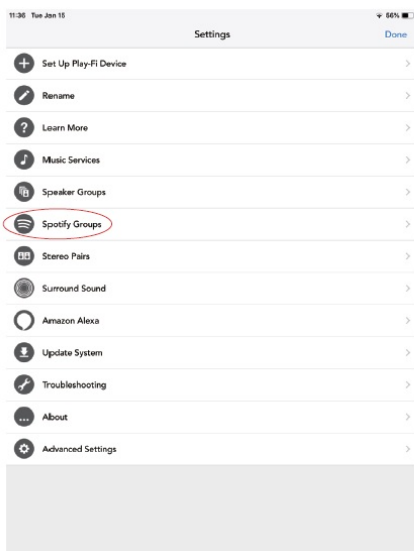 11:36 Tue Jan 15 56%
Settings Done
Set Up Play-Fi Device
Rename
Learn More
Music Services
Speaker Groups
Spotify Groups
Stereo Pairs
Surround Sound
Amazon Alexa
Update System
Troubleshooting
About
Advanced Settings